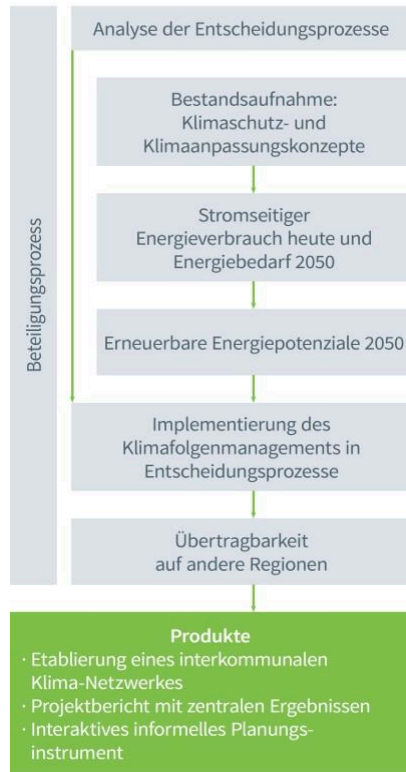 Analyse der Entscheidungsprozesse
Bestandsaufnahme:
Klimaschutz- und
Klimaanpassungskonzepte
Stromseitiger
Energieverbrauch heute und
Energiebedarf 2050
Erneuerbare Energiepotenziale 2050
Implementierung des
Klimafolgenmanagements in
Entscheidungsprozesse
Übertragbarkeit
auf andere Regionen
Beteiligungsprozess
Produkte
· Etablierung eines interkommunalen
Klima-Netzwerkes
· Projektbericht mit zentralen Ergebnissen
· Interaktives informelles Planungs-
instrument